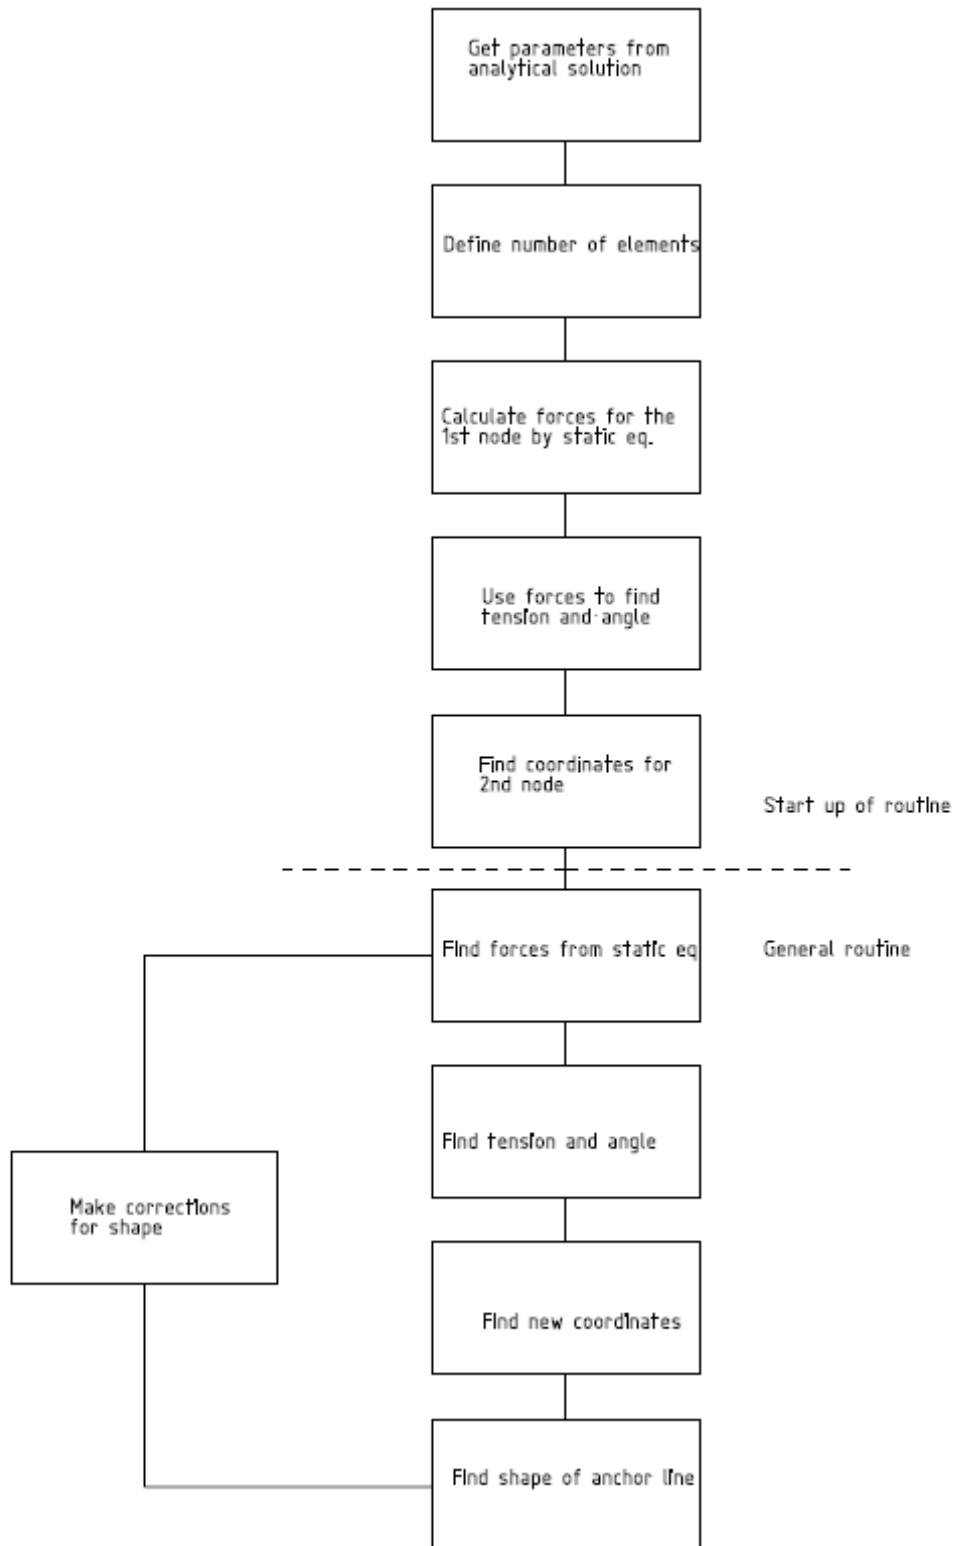 Get parameters from
analytical solution
Define number of elements
Calculate forces for the
1st node by static eq.
Use forces to find
tension and angle
Find coordinates for
2nd node
Start up of routine
Find forces from static eq
General routine
Find tension and angle
Make corrections
for shape
Find new coordinates
Find shape of anchor line